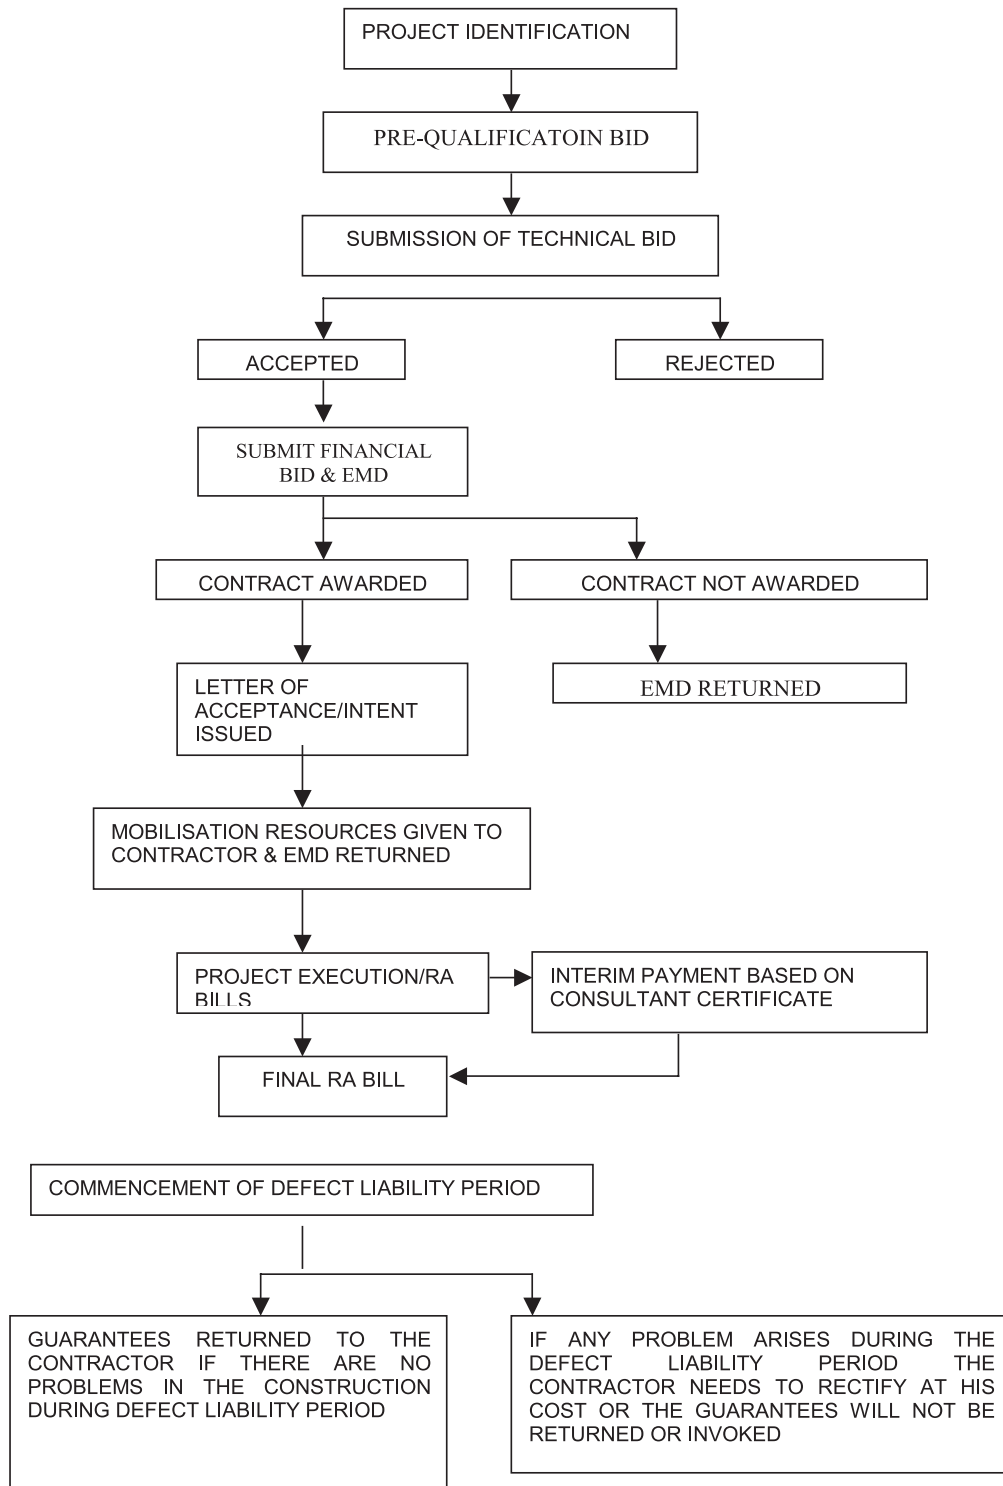 PROJECT IDENTIFICATION
PRE-QUALIFICATOIN BID
SUBMISSION OF TECHNICAL BID
ACCEPTED
REJECTED
SUBMIT FINANCIAL
BID & EMD
CONTRACT AWARDED
CONTRACT NOT AWARDED
LETTER OF
ACCEPTANCE/INTENT
ISSUED
EMD RETURNED
MOBILISATION RESOURCES GIVEN TO
CONTRACTOR & EMD RETURNED
PROJECT EXECUTION/RA
BILLS
INTERIM PAYMENT BASED ON
CONSULTANT CERTIFICATE
FINAL RA BILL
COMMENCEMENT OF DEFECT LIABILITY PERIOD
GUARANTEES RETURNED TO THE
CONTRACTOR IF THERE ARE NO
PROBLEMS IN THE CONSTRUCTION
DURING DEFECT LIABILITY PERIOD
IF ANY PROBLEM ARISES DURING THE
DEFECT LIABILITY PERIOD THE
CONTRACTOR NEEDS TO RECTIFY AT HIS
COST OR THE GUARANTEES WILL NOT BE
RETURNED OR INVOKED